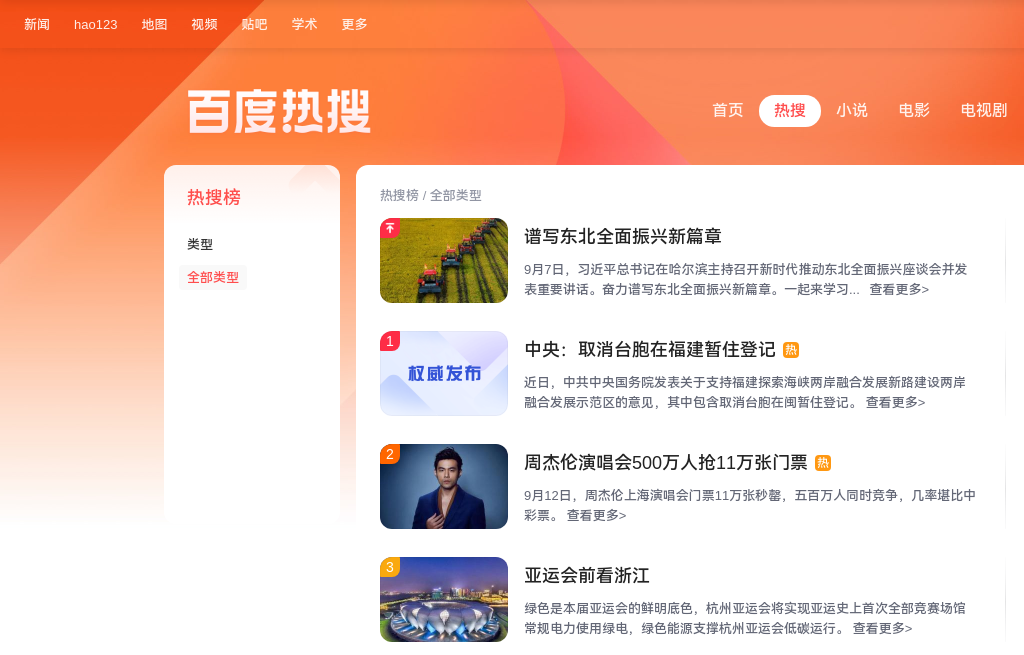 新闻 hao123 地图 视频 贴吧 学术 更多
百度热搜
首页 热搜 小说 电影 电视剧
热搜榜
类型
全部类型
热搜榜 / 全部类型
谱写东北全面振兴新篇章
9月7日，习近平总书记在哈尔滨主持召开新时代推动东北全面振兴座谈会并发
表重要讲话。奋力谱写东北全面振兴新篇章。一起来学习... 查看更多>
1
权威发布
中央：取消台胞在福建暂住登记 热
近日，中共中央国务院发表关于支持福建探索海峡两岸融合发展新路建设两岸
融合发展示范区的意见，其中包含取消台胞在闽暂住登记。 查看更多>
2
周杰伦演唱会500万人抢11万张门票 热
9月12日，周杰伦上海演唱会门票11万张秒罄，五百万人同时竞争，几率堪比中
彩票。 查看更多>
3
亚运会前看浙江
绿色是本届亚运会的鲜明底色，杭州亚运会将实现亚运史上首次全部竞赛场馆
常规电力使用绿电，绿色能源支撑杭州亚运会低碳运行。 查看更多>